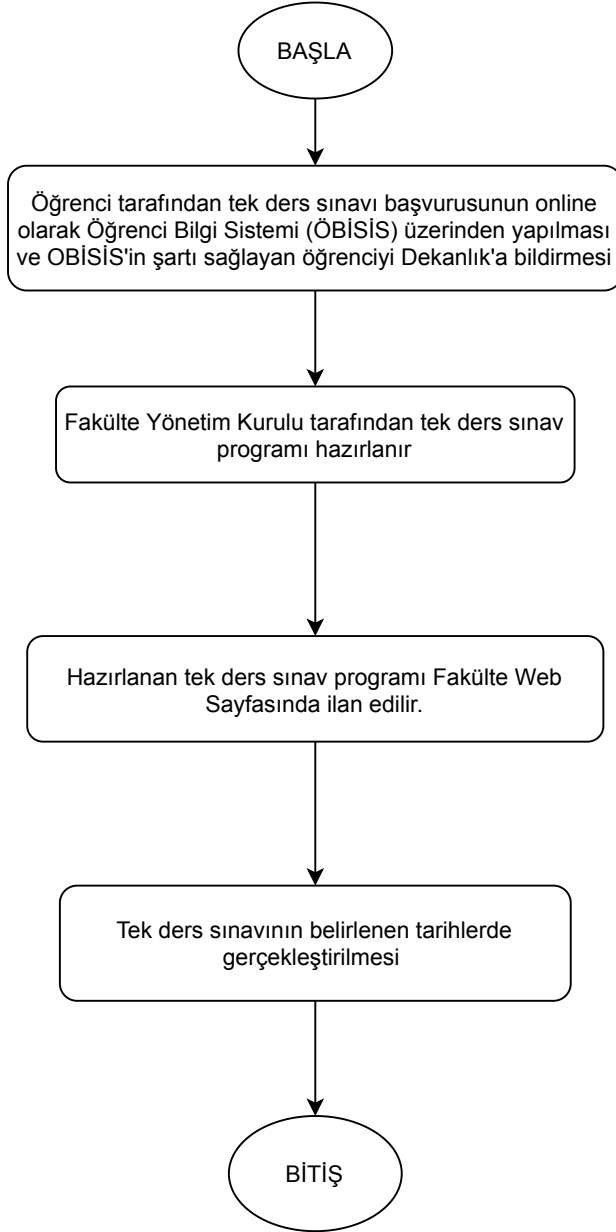 BAŞLA
Öğrenci tarafından tek ders sınavı başvurusunun online
olarak Öğrenci Bilgi Sistemi (ÖBİSİS) üzerinden yapılması
ve OBİSİS'in şartı sağlayan öğrenciyi Dekanlık'a bildirmesi
Fakülte Yönetim Kurulu tarafından tek ders sınav
programı hazırlanır
Hazırlanan tek ders sınav programı Fakülte Web
Sayfasında ilan edilir.
Tek ders sınavının belirlenen tarihlerde
gerçekleştirilmesi
BİTİŞ